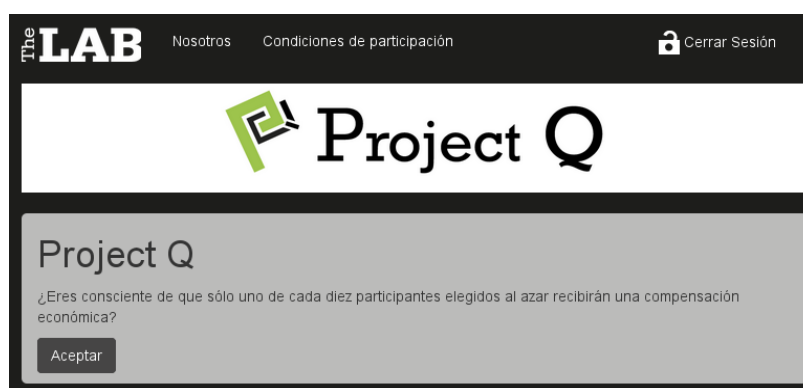 The LAB Nosotros Condiciones de participación Cerrar Sesión
Project Q
Project Q
¿Eres consciente de que sólo uno de cada diez participantes elegidos al azar recibirán una compensación
económica?
Aceptar